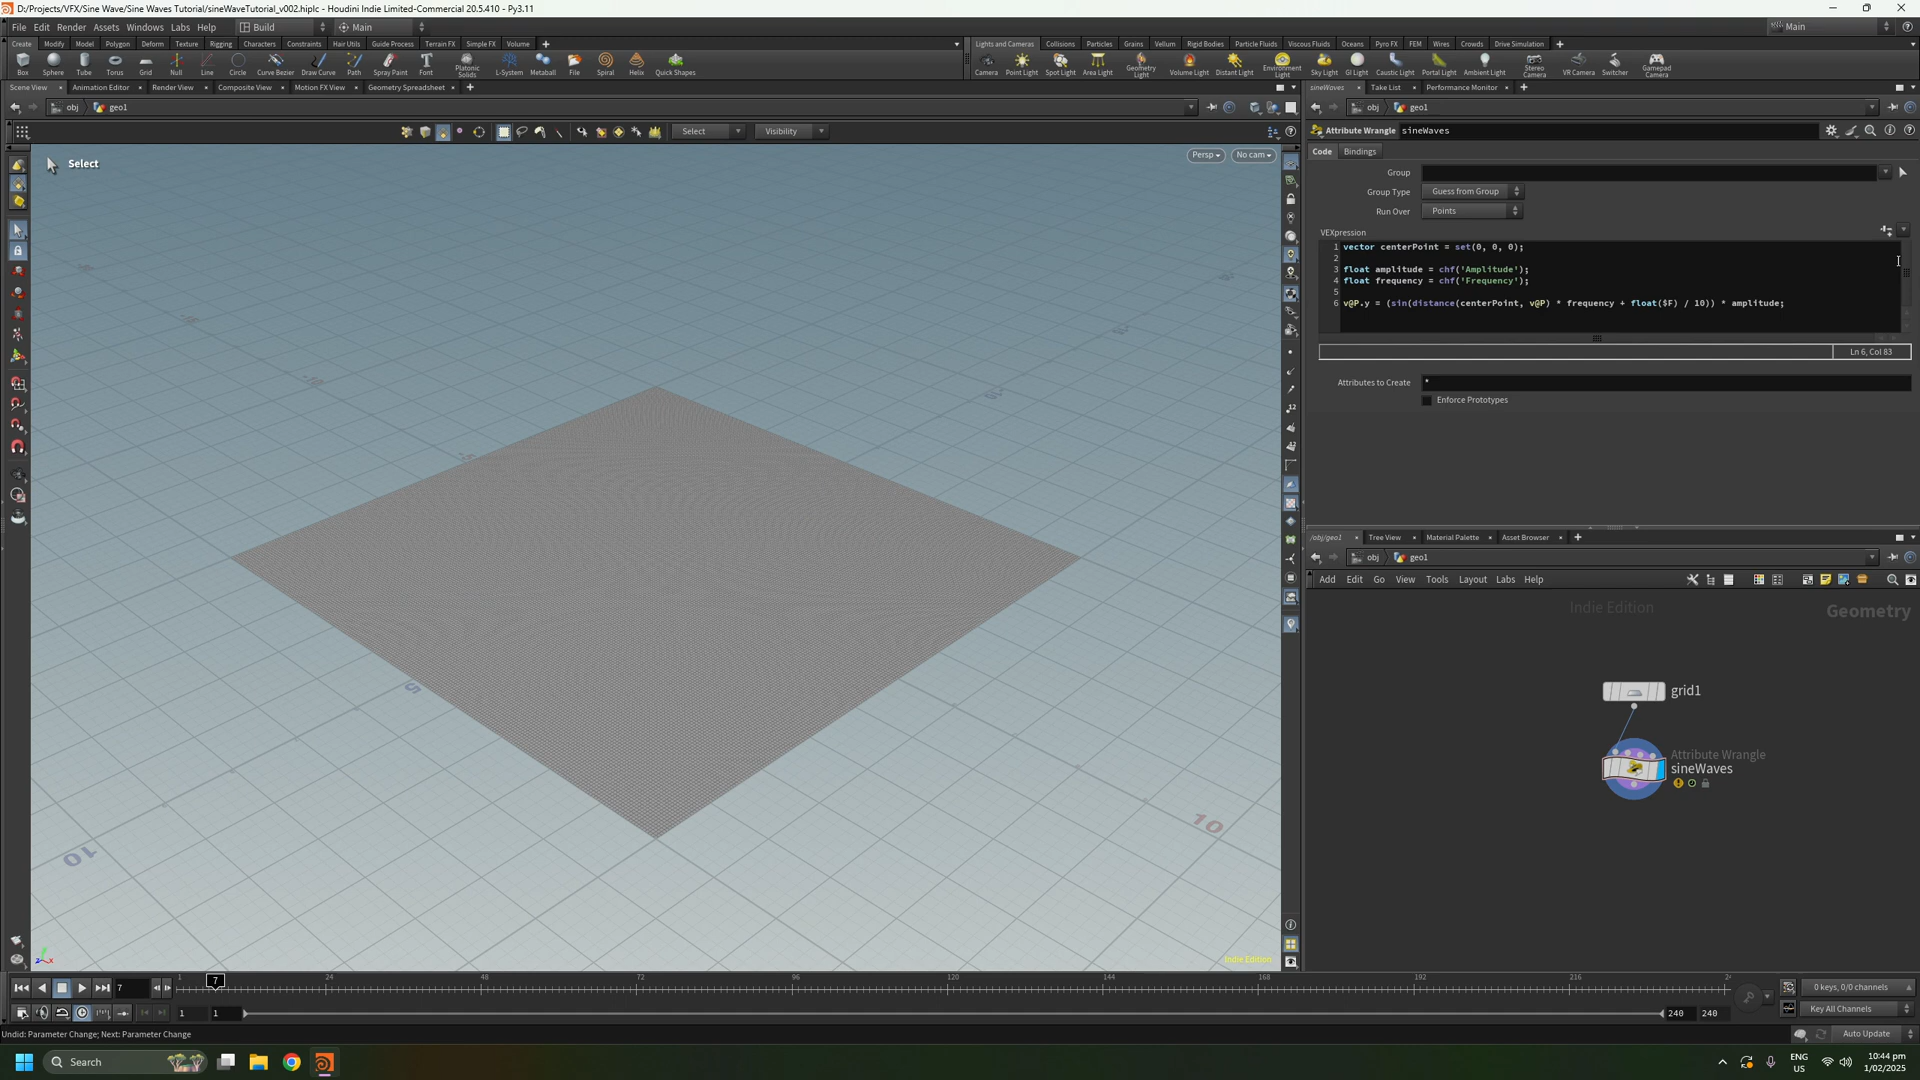 D:/Projects/VFX/Sine Wave/Sine Waves Tutorial/sineWaveTutorial_v002.hiplc - Houdini Indie Limited-Commercial 20.5.410 - Py3.11
File Edit Render Assets Windows Labs Help Build Main Main
Create Modify Model Polygon Deform Texture Rigging Characters Constraints Hair Utils Guide Process Terrain FX Simple FX Volume
Lights and Cameras Collisions Particles Grains Vellum Rigid Bodies Particle Fluids Viscous Fluids Oceans Pyro FX FEM Wires Crowds Drive Simulation
Box Sphere Tube Torus Grid Null Line Circle Curve Bezier Draw Curve Path Spray Paint Font Platonic Solids L-System Metaball File Spiral Helix Quick Shapes
Camera Point Light Spot Light Area Light Geometry Light Volume Light Distant Light Environment Light Sky Light GI Light Caustic Light Portal Light Ambient Light Stereo Camera VR Camera Switcher Gamepad Camera
Scene View Animation Editor Render View Composite View Motion FX View Geometry Spreadsheet
sineWaves Take List Performance Monitor
obj geo1
obj geo1
Select Visibility
Attribute Wrangle sineWaves
Select
Persp No cam
Code Bindings
Group
Group Type Guess from Group
Run Over Points
VEXpression
1 vector centerPoint = set(0, 0, 0);
2
3 float amplitude = chf('Amplitude');
4 float frequency = chf('Frequency');
5
6 v@P.y = (sin(distance(centerPoint, v@P) * frequency + float($F) / 10)) * amplitude;
Ln 6, Col 83
Attributes to Create *
Enforce Prototypes
/obj/geo1 Tree View Material Palette Asset Browser
obj geo1
Add Edit Go View Tools Layout Labs Help
Indie Edition Geometry
grid1
Attribute Wrangle
sineWaves
-10
-5
5
10
10
Indie Edition
1 7 24 48 72 96 120 144 168 192 216
7
0 keys, 0/0 channels
1 1 240 240
Key All Channels
Undid: Parameter Change; Next: Parameter Change
Auto Update
Search
ENG
US
10:44 pm
1/02/2025